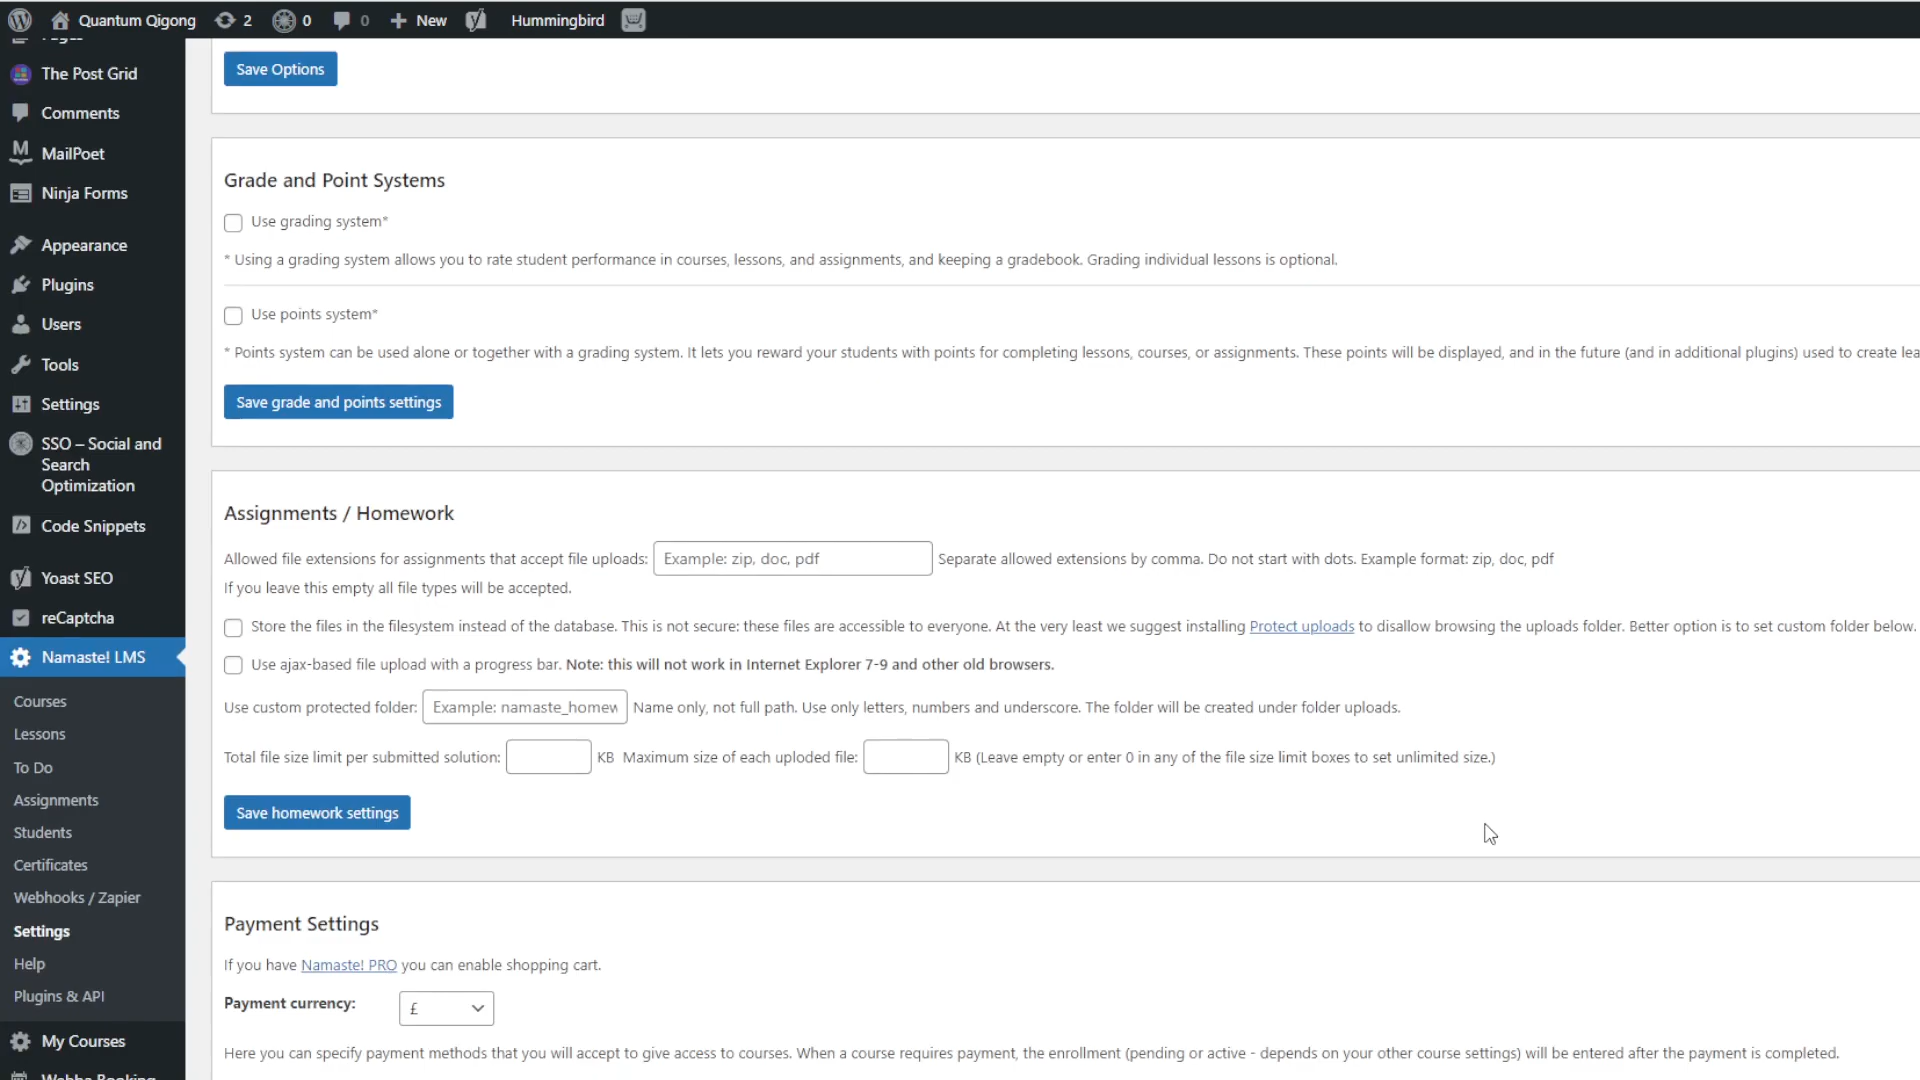 Quantum Qigong 2 0 0 New Hummingbird
Pages
The Post Grid
Comments
MailPoet
Ninja Forms
Appearance
Plugins
Users
Tools
Settings
SSO – Social and
Search
Optimization
Code Snippets
Yoast SEO
reCaptcha
Namaste! LMS
Courses
Lessons
To Do
Assignments
Students
Certificates
Webhooks / Zapier
Settings
Help
Plugins & API
My Courses
Webba Booking
Save Options
Grade and Point Systems
Use grading system*
* Using a grading system allows you to rate student performance in courses, lessons, and assignments, and keeping a gradebook. Grading individual lessons is optional.
Use points system*
* Points system can be used alone or together with a grading system. It lets you reward your students with points for completing lessons, courses, or assignments. These points will be displayed, and in the future (and in additional plugins) used to create lea
Save grade and points settings
Assignments / Homework
Allowed file extensions for assignments that accept file uploads: Example: zip, doc, pdf Separate allowed extensions by comma. Do not start with dots. Example format: zip, doc, pdf
If you leave this empty all file types will be accepted.
Store the files in the filesystem instead of the database. This is not secure: these files are accessible to everyone. At the very least we suggest installing Protect uploads to disallow browsing the uploads folder. Better option is to set custom folder below.
Use ajax-based file upload with a progress bar. Note: this will not work in Internet Explorer 7-9 and other old browsers.
Use custom protected folder: Example: namaste_homew Name only, not full path. Use only letters, numbers and underscore. The folder will be created under folder uploads.
Total file size limit per submitted solution: KB Maximum size of each uploded file: KB (Leave empty or enter 0 in any of the file size limit boxes to set unlimited size.)
Save homework settings
Payment Settings
If you have Namaste! PRO you can enable shopping cart.
Payment currency: £
Here you can specify payment methods that you will accept to give access to courses. When a course requires payment, the enrollment (pending or active - depends on your other course settings) will be entered after the payment is completed.